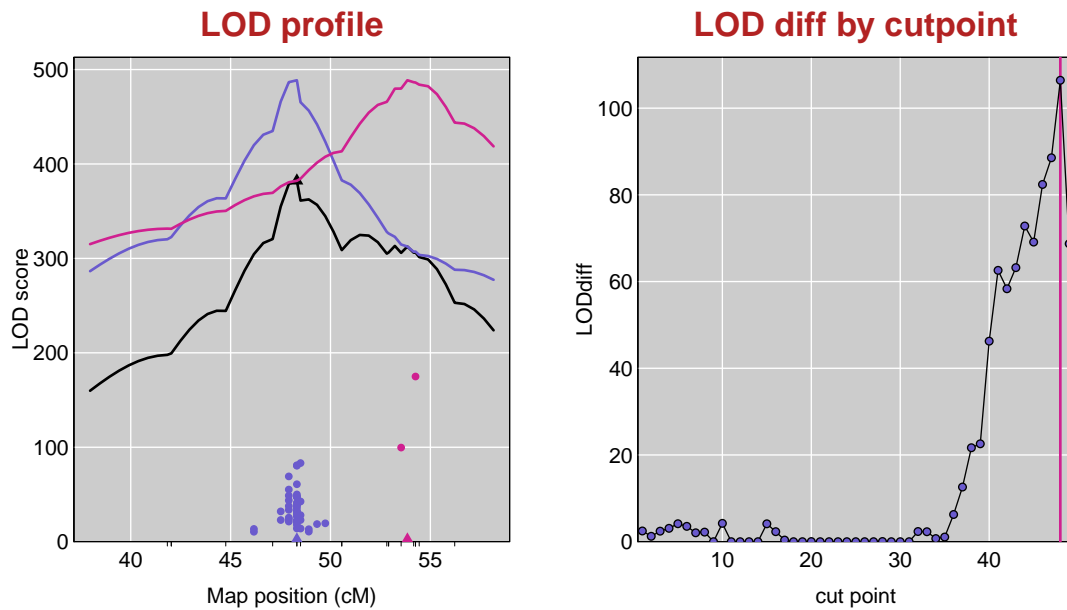 LOD profile
LOD score
500
400
300
200
100
0
40 45 50 55
Map position (cM)
LOD diff by cutpoint
LODdiff
100
80
60
40
20
0
10 20 30 40
cut point